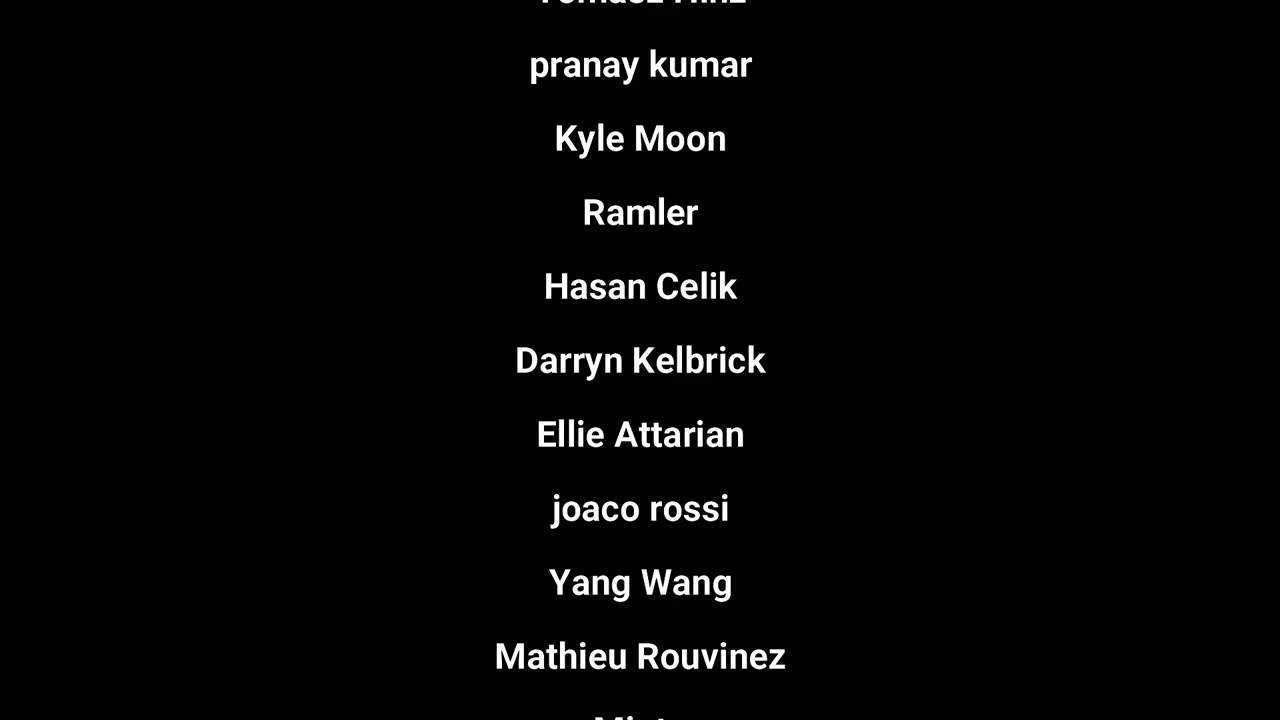 pranay kumar
Kyle Moon
Ramler
Hasan Celik
Darryn Kelbrick
Ellie Attarian
joaco rossi
Yang Wang
Mathieu Rouvinez